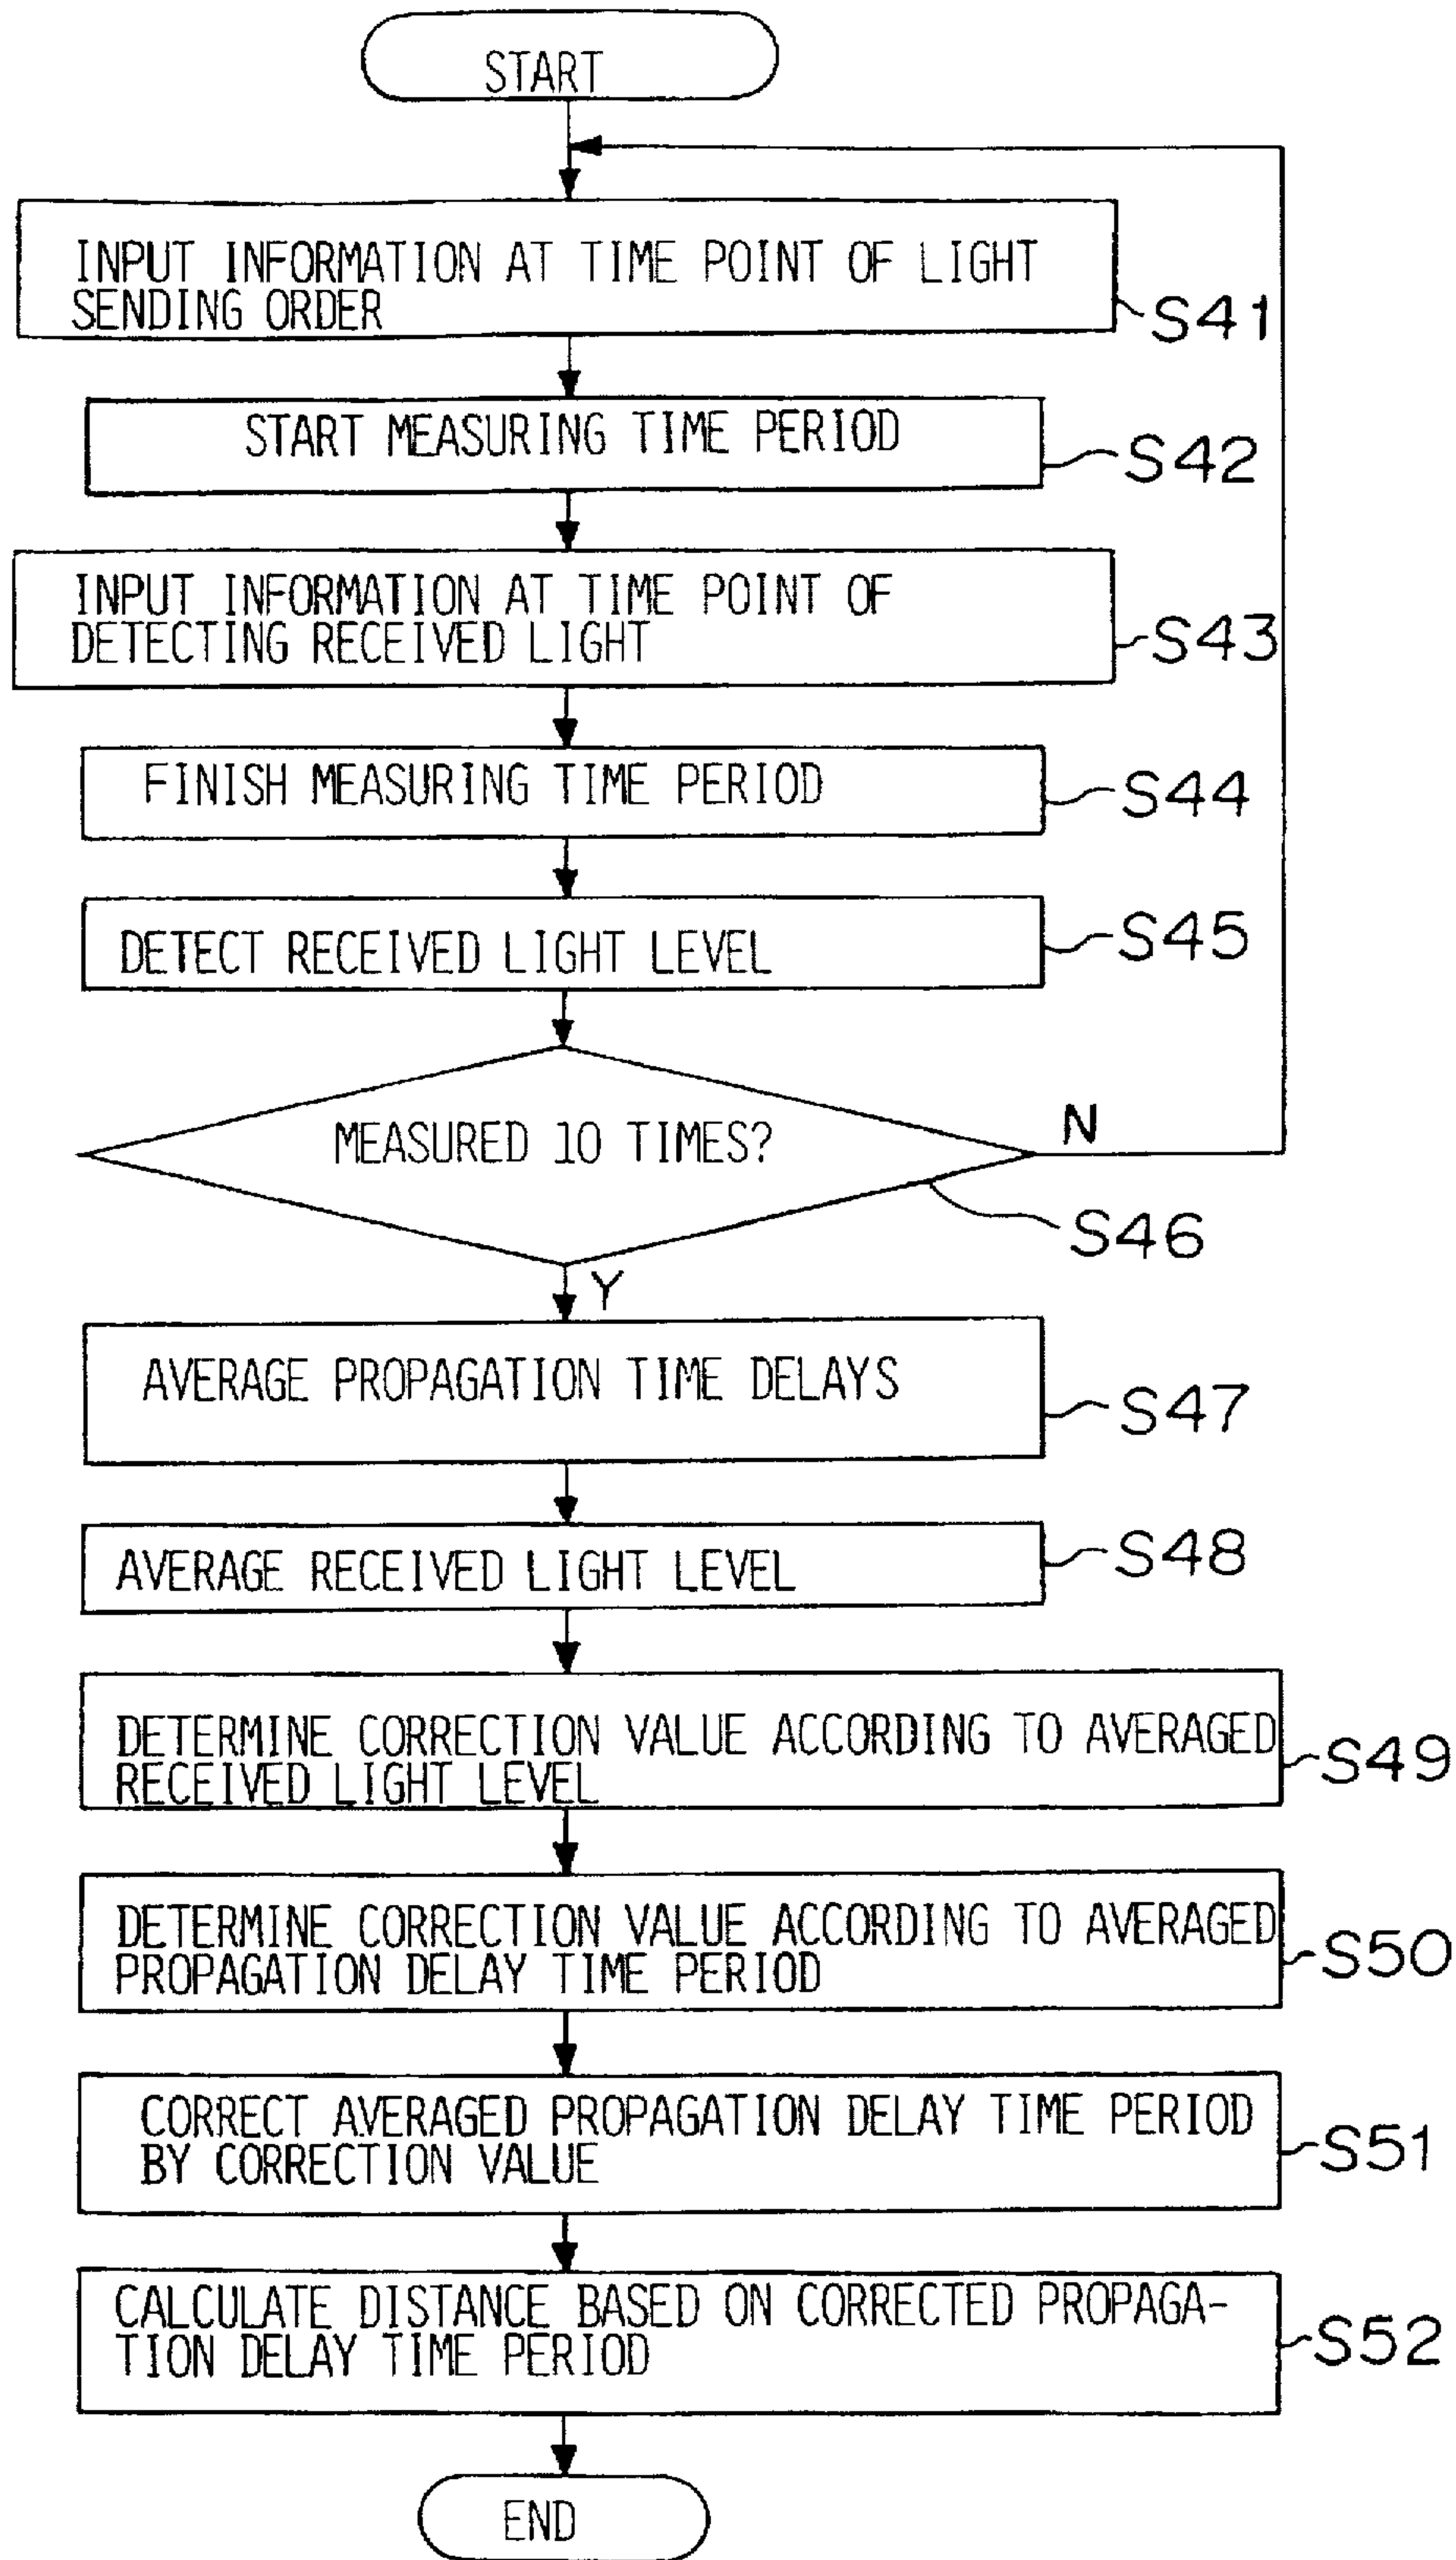 START
INPUT INFORMATION AT TIME POINT OF LIGHT
SENDING ORDER
S41
START MEASURING TIME PERIOD
S42
INPUT INFORMATION AT TIME POINT OF
DETECTING RECEIVED LIGHT
S43
FINISH MEASURING TIME PERIOD
S44
DETECT RECEIVED LIGHT LEVEL
S45
MEASURED 10 TIMES?
N
S46
Y
AVERAGE PROPAGATION TIME DELAYS
S47
AVERAGE RECEIVED LIGHT LEVEL
S48
DETERMINE CORRECTION VALUE ACCORDING TO AVERAGED
RECEIVED LIGHT LEVEL
S49
DETERMINE CORRECTION VALUE ACCORDING TO AVERAGED
PROPAGATION DELAY TIME PERIOD
S50
CORRECT AVERAGED PROPAGATION DELAY TIME PERIOD
BY CORRECTION VALUE
S51
CALCULATE DISTANCE BASED ON CORRECTED PROPAGA-
TION DELAY TIME PERIOD
S52
END